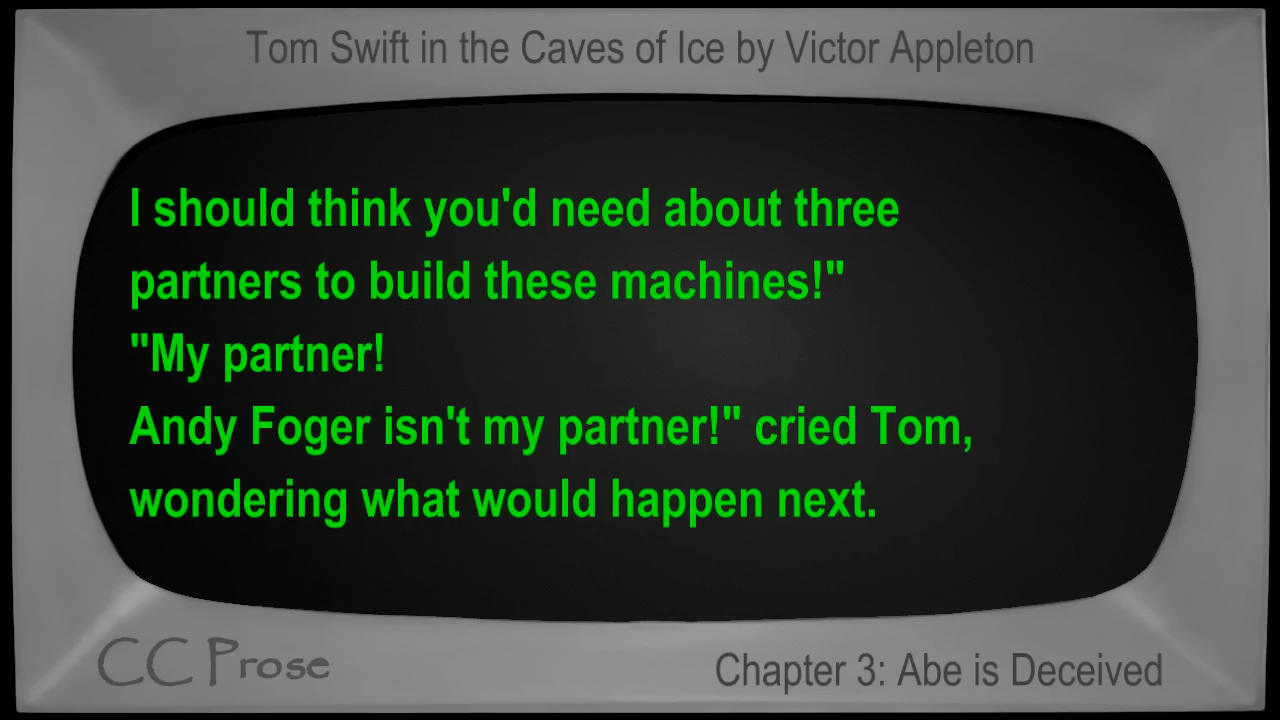 Tom Swift in the Caves of Ice by Victor Appleton
I should think you'd need about three
partners to build these machines!"
"My partner!
Andy Foger isn't my partner!" cried Tom,
wondering what would happen next.
CC Prose
Chapter 3: Abe is Deceived